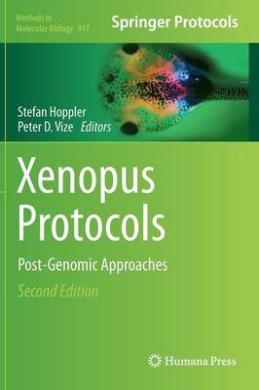 Methods in
Molecular Biology 917
Springer Protocols
Stefan Hoppler
Peter D. Vize Editors
Xenopus
Protocols
Post-Genomic Approaches
Second Edition
Humana Press